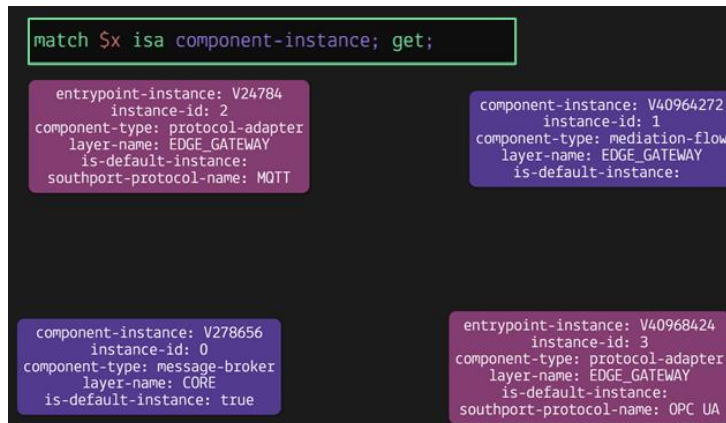 match $x isa component-instance; get;
entrypoint-instance: V24784
instance-id: 2
component-type: protocol-adapter
layer-name: EDGE_GATEWAY
is-default-instance:
southport-protocol-name: MQTT
component-instance: V40964272
instance-id: 1
component-type: mediation-flow
layer-name: EDGE_GATEWAY
is-default-instance:
component-instance: V278656
instance-id: 0
component-type: message-broker
layer-name: CORE
is-default-instance: true
entrypoint-instance: V40968424
instance-id: 3
component-type: protocol-adapter
layer-name: EDGE_GATEWAY
is-default-instance:
southport-protocol-name: OPC UA